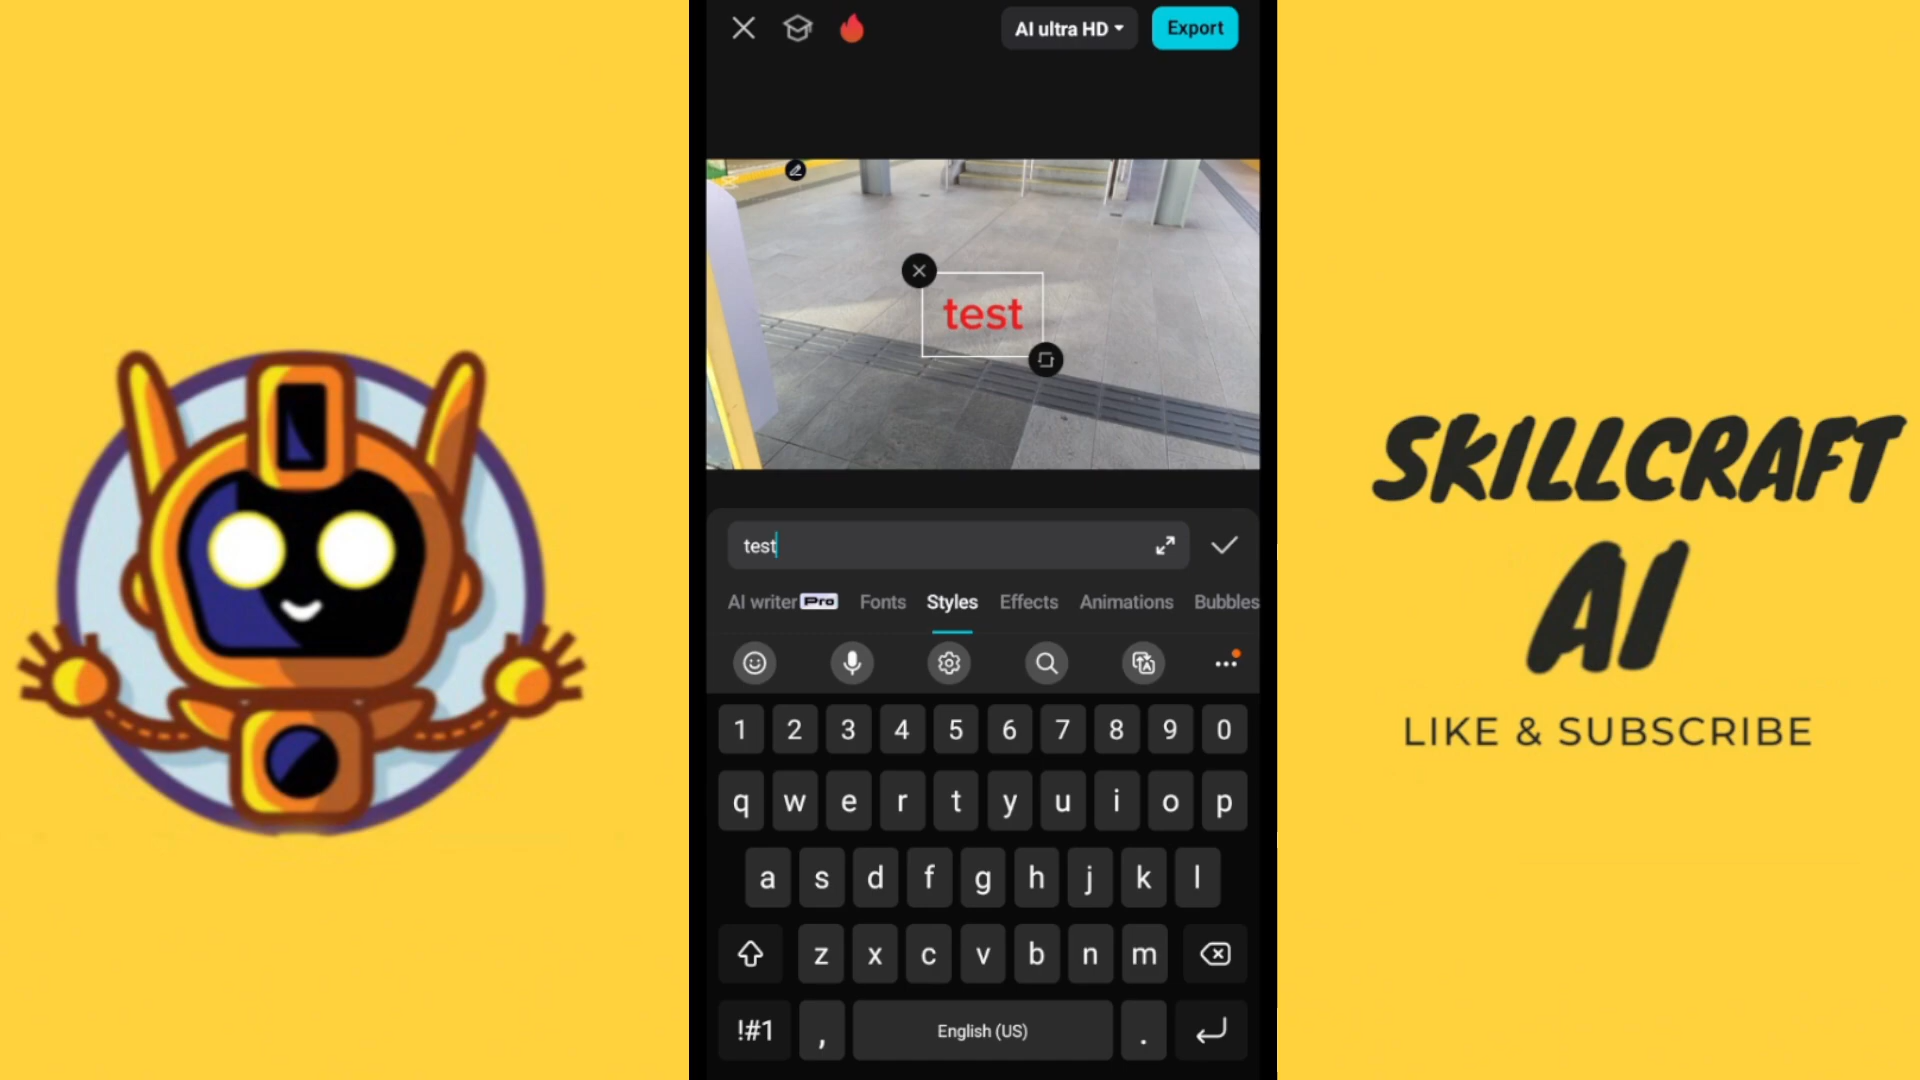 AI ultra HD
Export
test
test
AI writer Pro Fonts Styles Effects Animations Bubbles
1 2 3 4 5 6 7 8 9 0
q w e r t y u i o p
a s d f g h j k l
z x c v b n m
!#1 , English (US) .
SKILLCRAFT
AI
LIKE & SUBSCRIBE